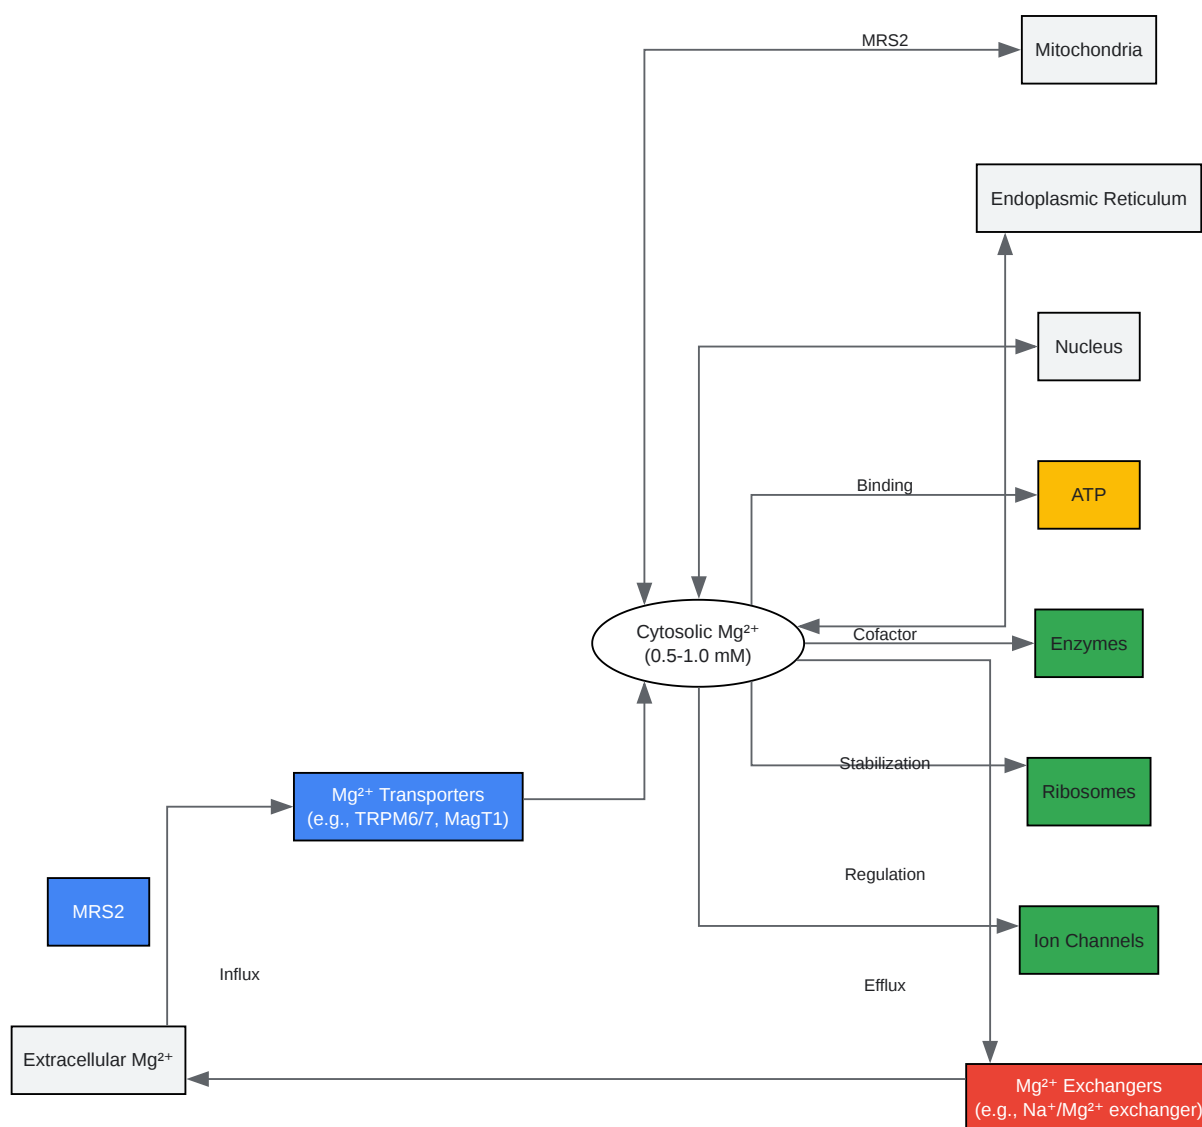 MRS2
Mitochondria
Endoplasmic Reticulum
Nucleus
Binding
ATP
Cytosolic Mg²⁺
(0.5-1.0 mM)
Cofactor
Enzymes
Stabilization
Ribosomes
Mg²⁺ Transporters
(e.g., TRPM6/7, MagT1)
Regulation
MRS2
Ion Channels
Influx
Efflux
Extracellular Mg²⁺
Mg²⁺ Exchangers
(e.g., Na⁺/Mg²⁺ exchanger)